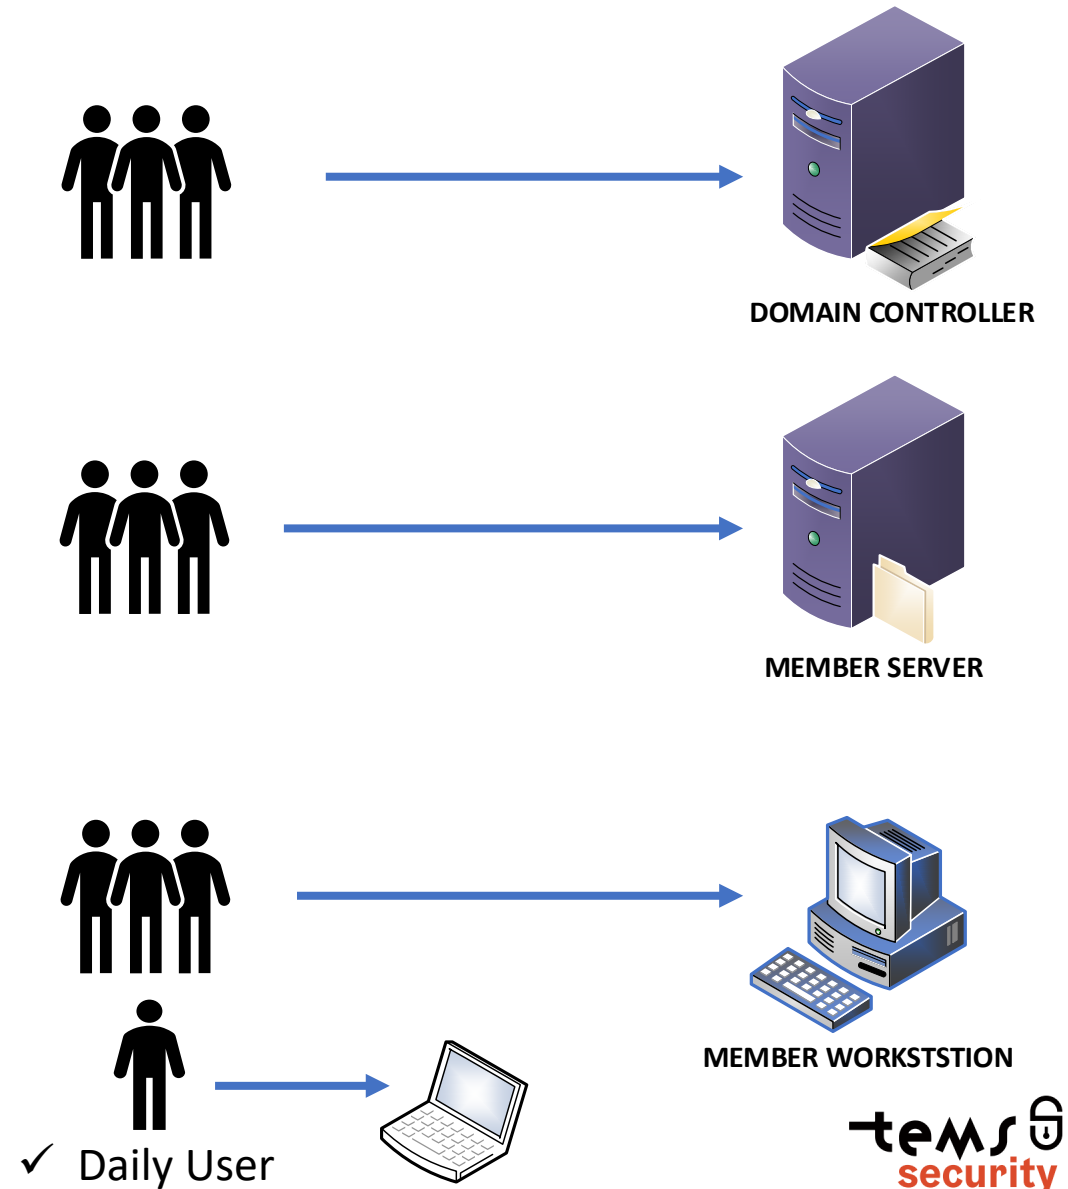 DOMAIN CONTROLLER
MEMBER SERVER
MEMBER WORKSTSTION
✓ Daily User
tems
security